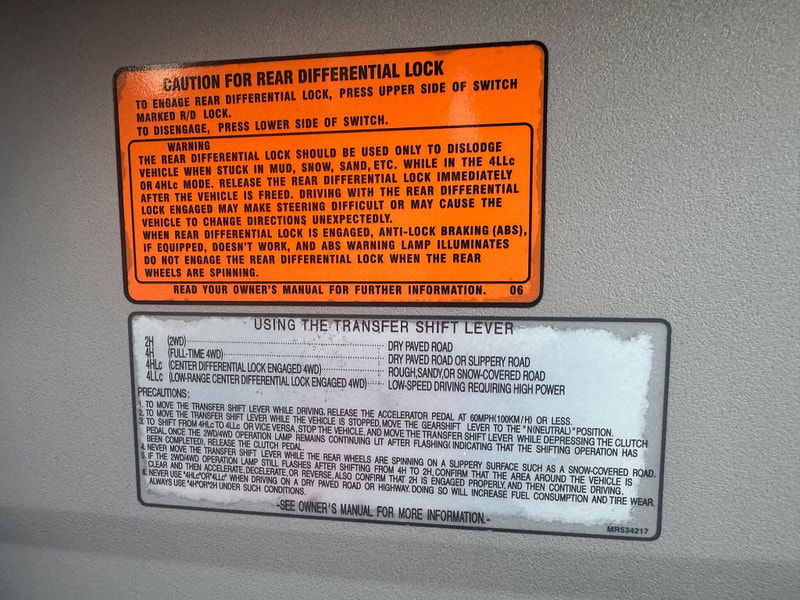 CAUTION FOR REAR DIFFERENTIAL LOCK
TO ENGAGE REAR DIFFERENTIAL LOCK, PRESS UPPER SIDE OF SWITCH
MARKED R/D LOCK.
TO DISENGAGE, PRESS LOWER SIDE OF SWITCH.
WARNING
THE REAR DIFFERENTIAL LOCK SHOULD BE USED ONLY TO DISLODGE
VEHICLE WHEN STUCK IN MUD, SNOW, SAND, ETC. WHILE IN THE 4LLc
OR 4HLc MODE. RELEASE THE REAR DIFFERENTIAL LOCK IMMEDIATELY
AFTER THE VEHICLE IS FREED. DRIVING WITH THE REAR DIFFERENTIAL
LOCK ENGAGED MAY MAKE STEERING DIFFICULT OR MAY CAUSE THE
VEHICLE TO CHANGE DIRECTIONS UNEXPECTEDLY.
WHEN REAR DIFFERENTIAL LOCK IS ENGAGED, ANTI-LOCK BRAKING (ABS),
IF EQUIPPED, DOESN'T WORK, AND ABS WARNING LAMP ILLUMINATES
DO NOT ENGAGE THE REAR DIFFERENTIAL LOCK WHEN THE REAR
WHEELS ARE SPINNING.
READ YOUR OWNER'S MANUAL FOR FURTHER INFORMATION. 06
USING THE TRANSFER SHIFT LEVER
2H (2WD) DRY PAVED ROAD
4H (FULL-TIME 4WD) DRY PAVED ROAD OR SLIPPERY ROAD
4HLc (CENTER DIFFERENTIAL LOCK ENGAGED 4WD) ROUGH,SANDY,OR SNOW-COVERED ROAD
4LLc (LOW-RANGE CENTER DIFFERENTIAL LOCK ENGAGED 4WD) LOW-SPEED DRIVING REQUIRING HIGH POWER
PRECAUTIONS:
1. TO MOVE THE TRANSFER SHIFT LEVER WHILE DRIVING, RELEASE THE ACCELERATOR PEDAL AT 60MPH(100KM/H) OR LESS.
2. TO MOVE THE TRANSFER SHIFT LEVER WHILE THE VEHICLE IS STOPPED, MOVE THE GEARSHIFT LEVER TO THE "N(NEUTRAL)" POSITION.
3. TO SHIFT FROM 4HLc TO 4LLc OR VICE VERSA, STOP THE VEHICLE, AND MOVE THE TRANSFER SHIFT LEVER WHILE DEPRESSING THE CLUTCH
PEDAL. ONCE THE 2WD/4WD OPERATION LAMP REMAINS CONTINUING LIT AFTER FLASHING( INDICATING THAT THE SHIFTING OPERATION HAS
BEEN COMPLETED), RELEASE THE CLUTCH PEDAL.
4. NEVER MOVE THE TRANSFER SHIFT LEVER WHILE THE REAR WHEELS ARE SPINNING ON A SLIPPERY SURFACE SUCH AS A SNOW-COVERED ROAD.
5. IF THE 2WD/4WD OPERATION LAMP STILL FLASHES AFTER SHIFTING FROM 4H TO 2H, CONFIRM THAT THE AREA AROUND THE VEHICLE IS
CLEAR AND THEN ACCELERATE, DECELERATE, OR REVERSE, ALSO CONFIRM THAT 2H IS ENGAGED PROPERLY, AND THEN CONTINUE DRIVING.
6. NEVER USE "4HLc"OR"4LLc" WHEN DRIVING ON A DRY PAVED ROAD OR HIGHWAY. DOING SO WILL INCREASE FUEL CONSUMPTION AND TIRE WEAR.
ALWAYS USE "4H"OR"2H UNDER SUCH CONDITIONS.
-SEE OWNER'S MANUAL FOR MORE INFORMATION.-
MR534217